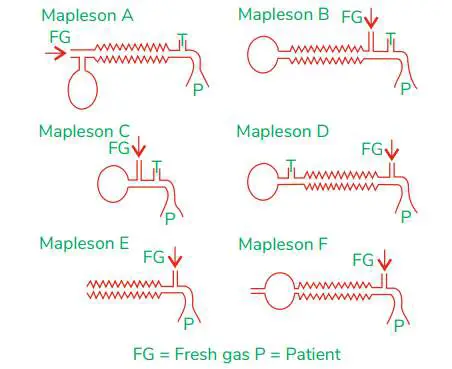 Mapleson A
FG
T
P
Mapleson B
FG
T
P
Mapleson C
FG
T
P
Mapleson D
T
FG
P
Mapleson E
FG
P
Mapleson F
FG
P
FG = Fresh gas P = Patient